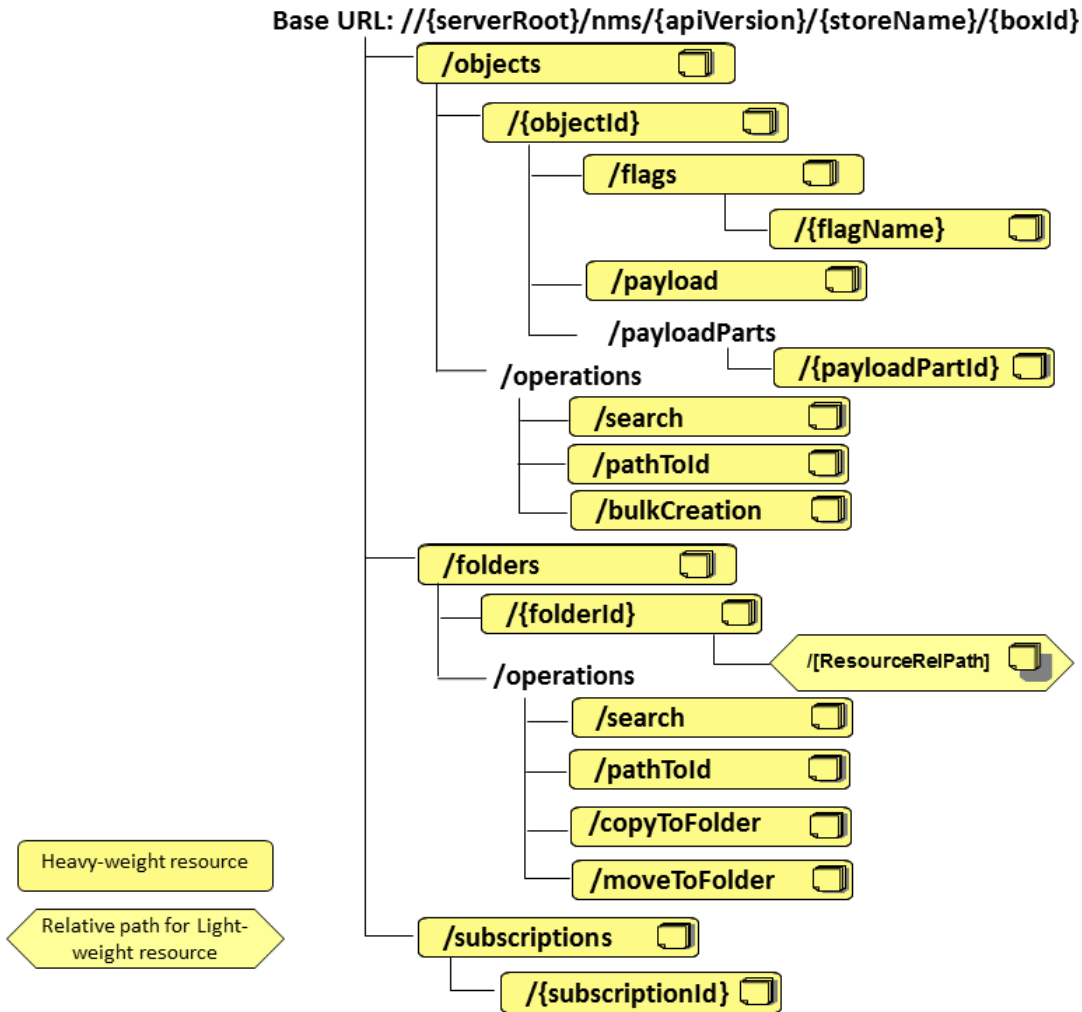 Base URL: //{serverRoot}/nms/{apiVersion}/{storeName}/{boxId}
/objects
/{objectId}
/flags
/{flagName}
/payload
/payloadParts
/{payloadPartId}
/operations
/search
/pathToId
/bulkCreation
/folders
/{folderId}
/[ResourceRelPath]
/operations
/search
/pathToId
/copyToFolder
/moveToFolder
/subscriptions
/{subscriptionId}
Heavy-weight resource
Relative path for Light-
weight resource